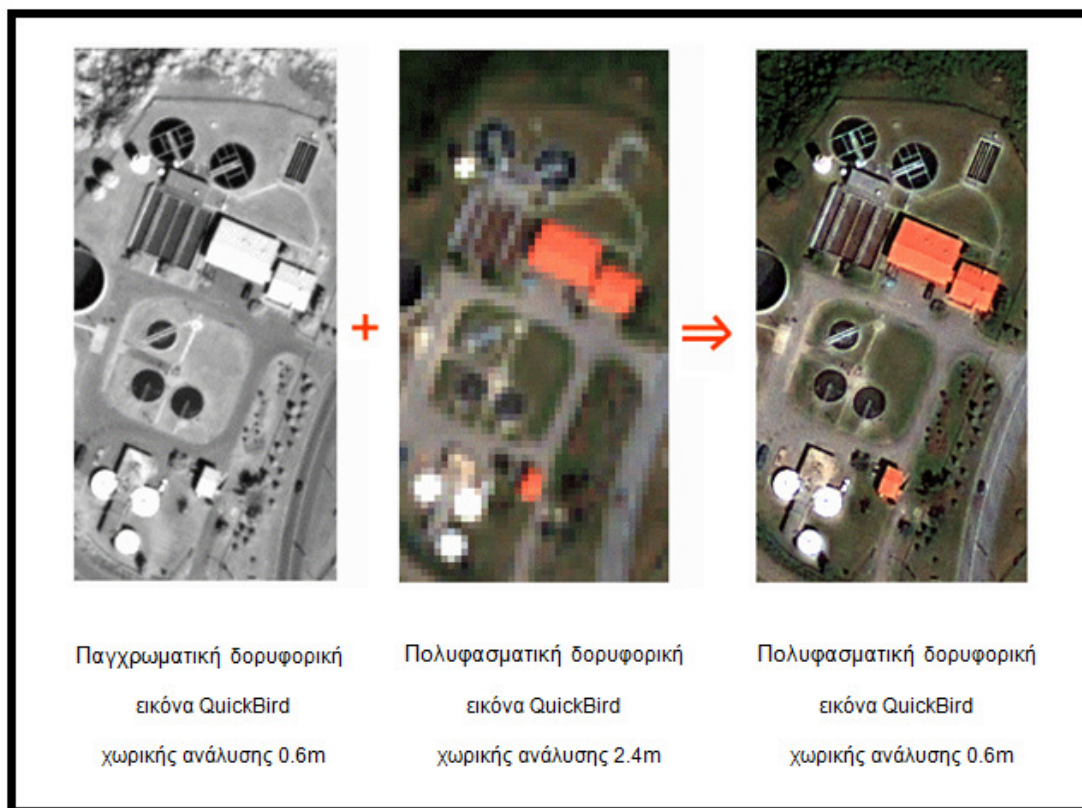 +
⇒
Παγχρωματική δορυφορική
εικόνα QuickBird
χωρικής ανάλυσης 0.6m
Πολυφασματική δορυφορική
εικόνα QuickBird
χωρικής ανάλυσης 2.4m
Πολυφασματική δορυφορική
εικόνα QuickBird
χωρικής ανάλυσης 0.6m